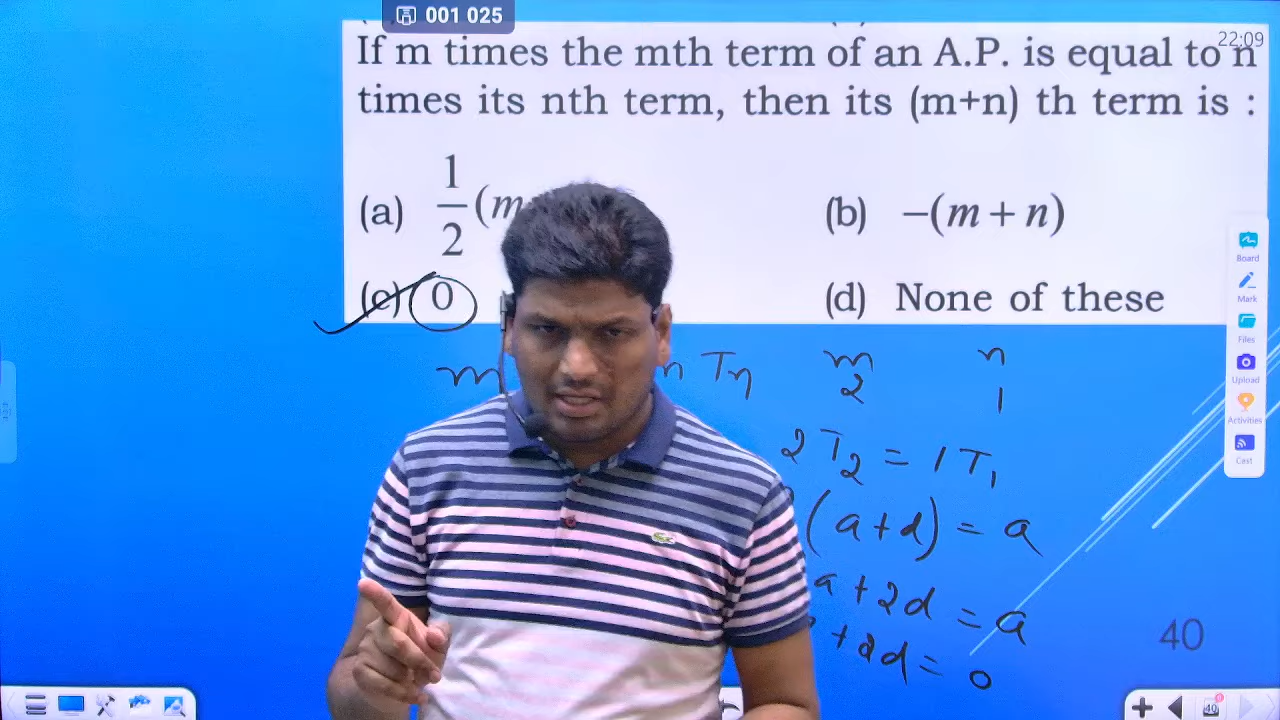 001 025
22:09
If m times the mth term of an A.P. is equal to n
times its nth term, then its (m+n) th term is :
(a) 1/2 (m
(b) −(m + n)
(c) 0
(d) None of these
m n Tn m n
2 1
2 T2 = 1 T1
(a+d) = a
a + 2d = a
+ 2d = 0
40
Board
Mark
Files
Upload
Activities
Cast
40